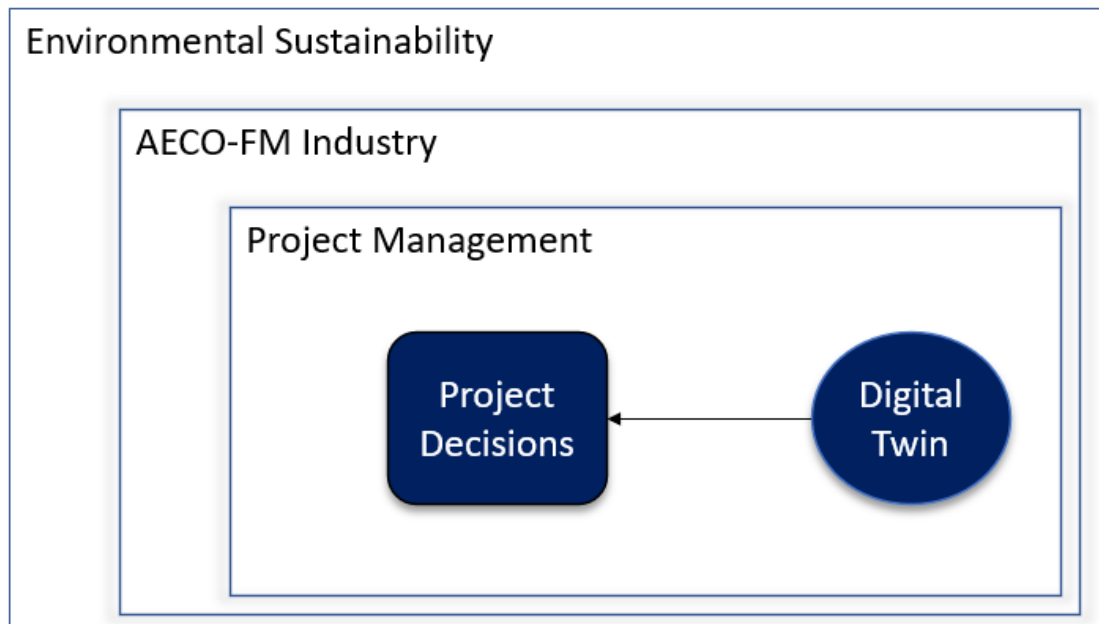 Environmental Sustainability
AECO-FM Industry
Project Management
Project
Decisions
Digital
Twin